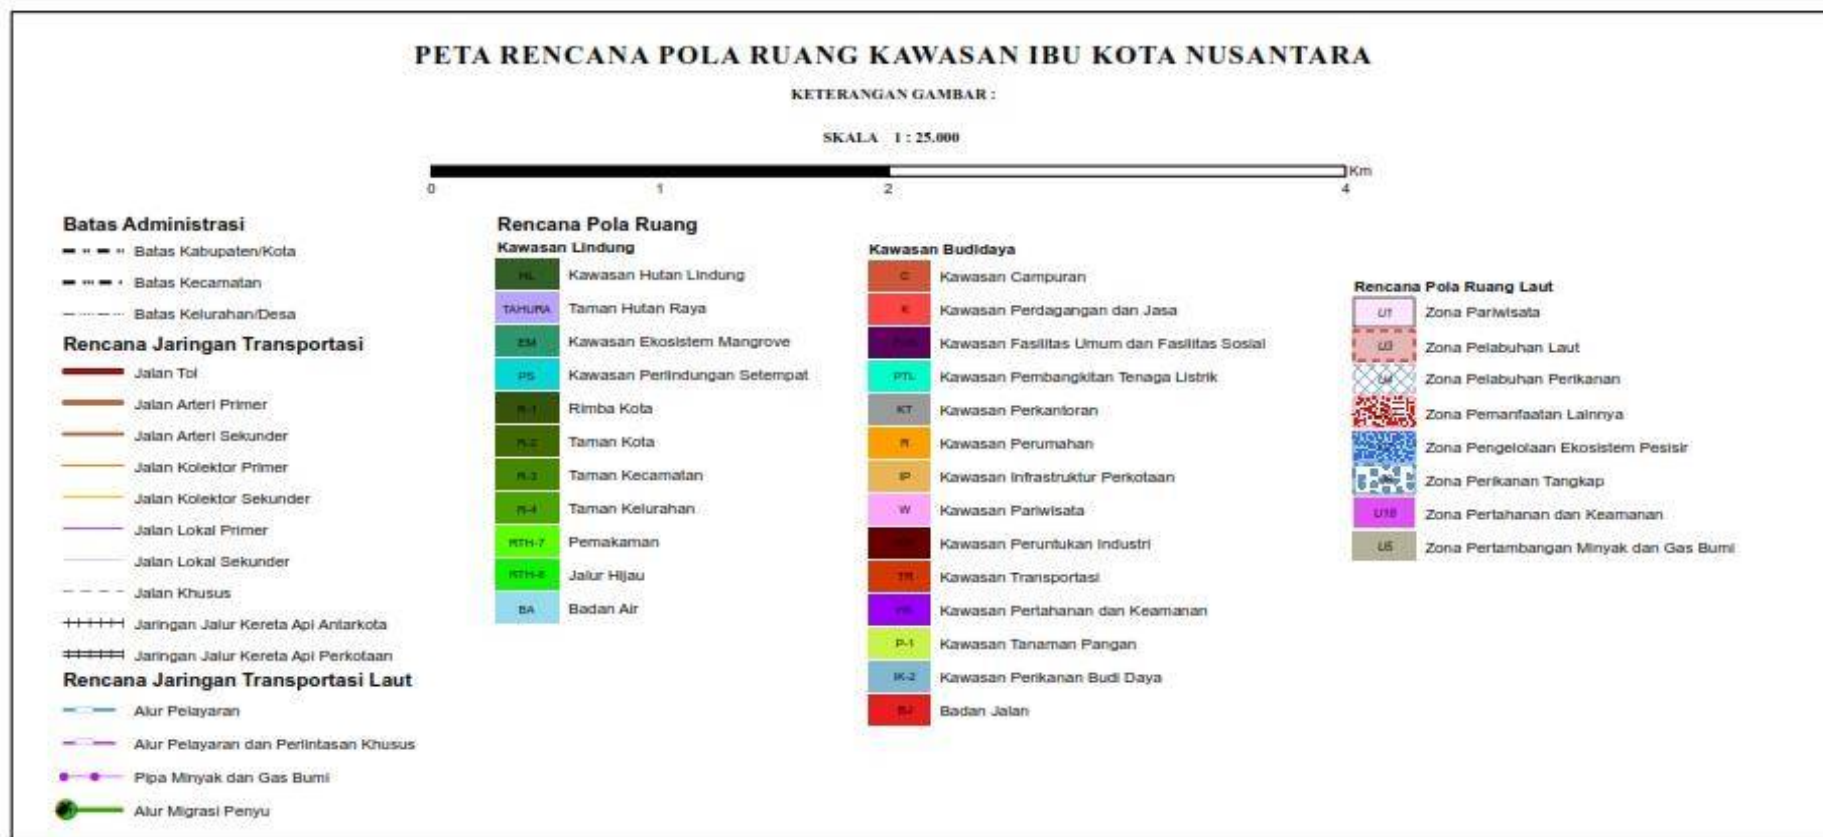 PETA RENCANA POLA RUANG KAWASAN IBU KOTA NUSANTARA
KETERANGAN GAMBAR :
SKALA 1 : 25.000
Km
0 1 2 4
Batas Administrasi
Batas Kabupaten/Kota
Batas Kecamatan
Batas Kelurahan/Desa
Rencana Jaringan Transportasi
Jalan Tol
Jalan Arteri Primer
Jalan Arteri Sekunder
Jalan Kolektor Primer
Jalan Kolektor Sekunder
Jalan Lokal Primer
Jalan Lokal Sekunder
Jalan Khusus
Jaringan Jalur Kereta Api Antarkota
Jaringan Jalur Kereta Api Perkotaan
Rencana Jaringan Transportasi Laut
Alur Pelayaran
Alur Pelayaran dan Perlintasan Khusus
Pipa Minyak dan Gas Bumi
Alur Migrasi Penyu
Rencana Pola Ruang
Kawasan Lindung
HL Kawasan Hutan Lindung
TAHURA Taman Hutan Raya
EM Kawasan Ekosistem Mangrove
PS Kawasan Perlindungan Setempat
R-1 Rimba Kota
R-2 Taman Kota
R-3 Taman Kecamatan
R-4 Taman Kelurahan
RTH-7 Pemakaman
Jalur Hijau
BA Badan Air
Kawasan Budidaya
C Kawasan Campuran
K Kawasan Perdagangan dan Jasa
Kawasan Fasilitas Umum dan Fasilitas Sosial
PTL Kawasan Pembangkitan Tenaga Listrik
KT Kawasan Perkantoran
R Kawasan Perumahan
IP Kawasan Infrastruktur Perkotaan
W Kawasan Pariwisata
Kawasan Peruntukan Industri
TR Kawasan Transportasi
Kawasan Pertahanan dan Keamanan
P-1 Kawasan Tanaman Pangan
IK-2 Kawasan Perikanan Budi Daya
BJ Badan Jalan
Rencana Pola Ruang Laut
U1 Zona Pariwisata
U3 Zona Pelabuhan Laut
U4 Zona Pelabuhan Perikanan
Zona Pemanfaatan Lainnya
Zona Pengelolaan Ekosistem Pesisir
Zona Perikanan Tangkap
Zona Pertahanan dan Keamanan
Zona Pertambangan Minyak dan Gas Bumi